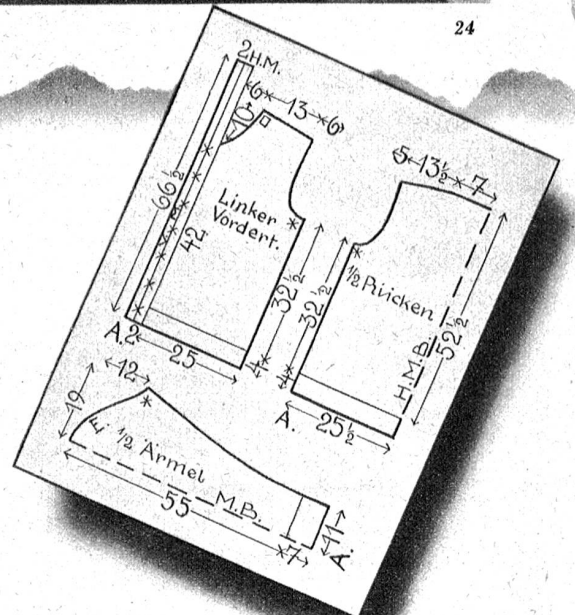 24
2 H.M.
6 × 13 × 6
10
66½
42
Linker
Vordert.
32½
4
A. 2
25
5 13½ × 7
½ Rücken
32½
4
H.M.B.
52½
A.
25½
12
19
E.
½ Ärmel
M.B.
55
×7
11
A.